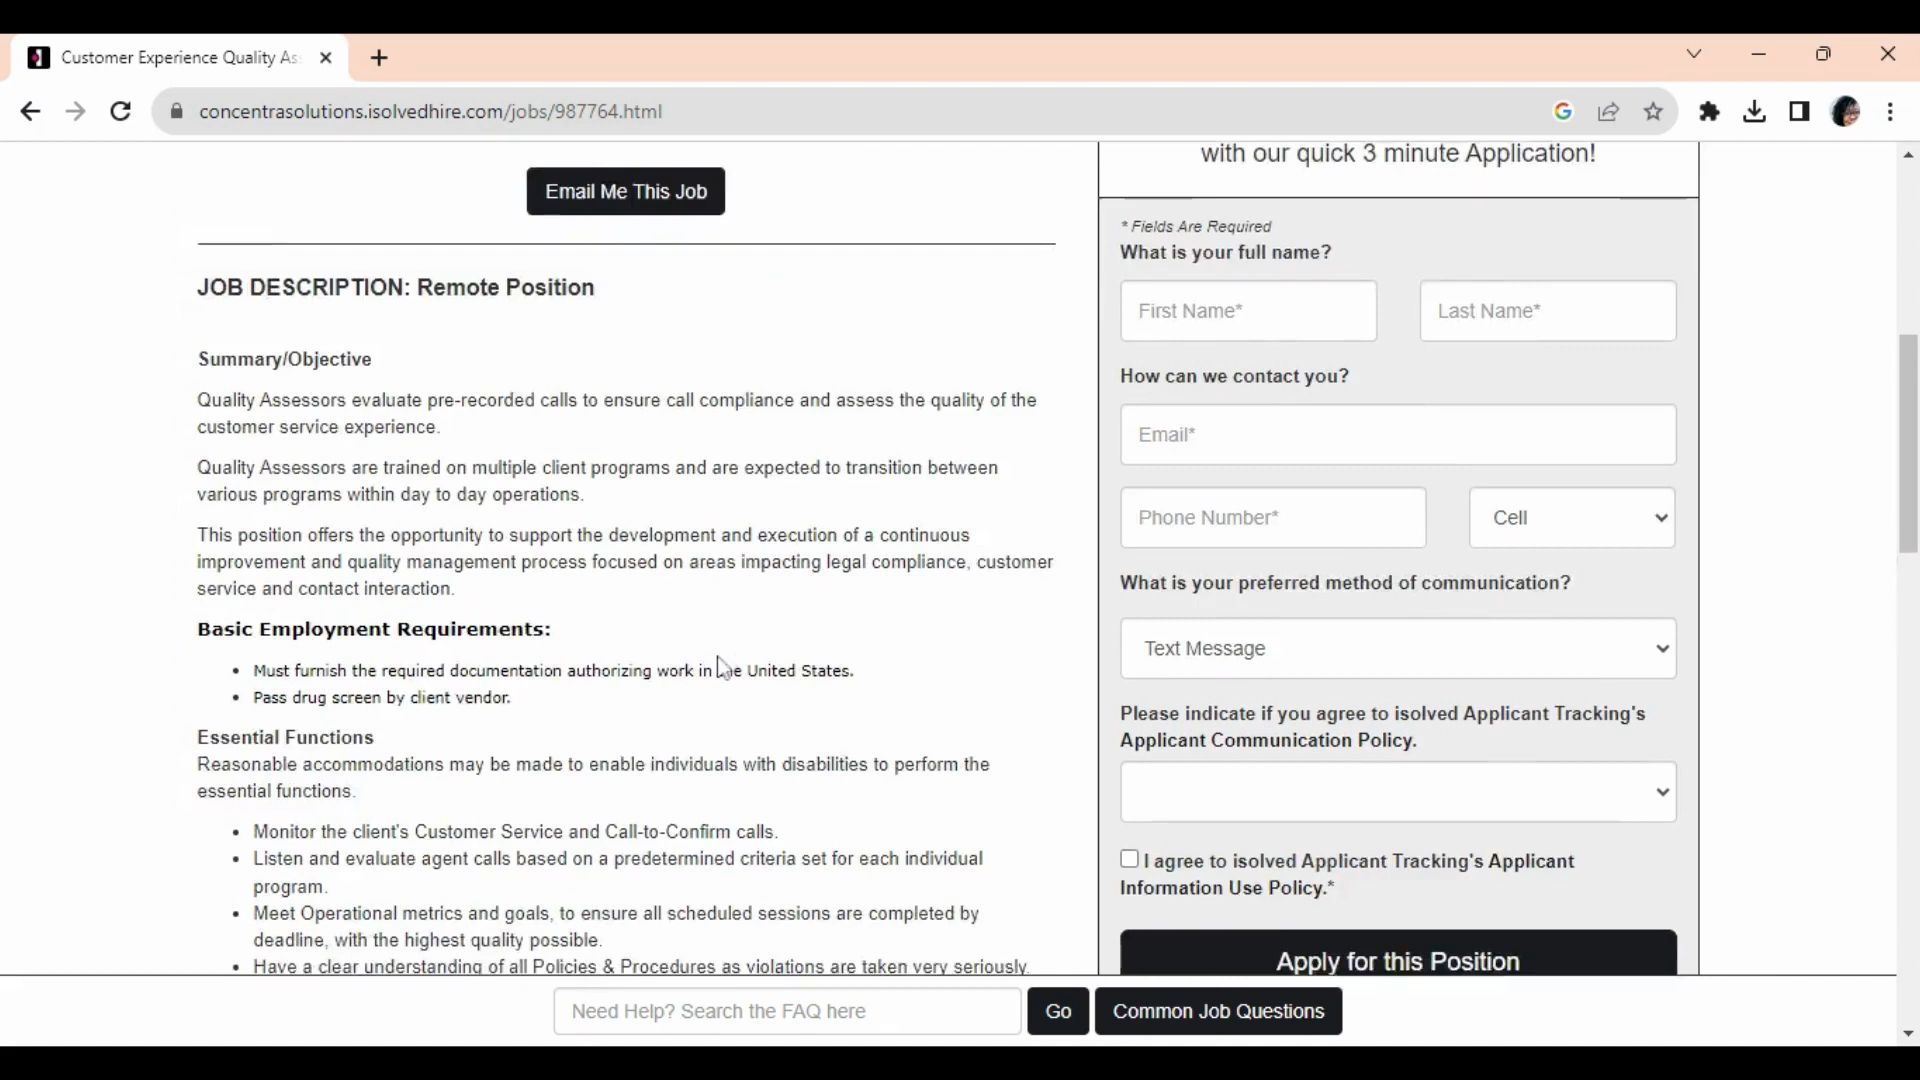 Customer Experience Quality As
concentrasolutions.isolvedhire.com/jobs/987764.html
Email Me This Job
JOB DESCRIPTION: Remote Position
Summary/Objective
Quality Assessors evaluate pre-recorded calls to ensure call compliance and assess the quality of the
customer service experience.
Quality Assessors are trained on multiple client programs and are expected to transition between
various programs within day to day operations.
This position offers the opportunity to support the development and execution of a continuous
improvement and quality management process focused on areas impacting legal compliance, customer
service and contact interaction.
Basic Employment Requirements:
• Must furnish the required documentation authorizing work in the United States.
• Pass drug screen by client vendor.
Essential Functions
Reasonable accommodations may be made to enable individuals with disabilities to perform the
essential functions.
• Monitor the client's Customer Service and Call-to-Confirm calls.
• Listen and evaluate agent calls based on a predetermined criteria set for each individual
program.
• Meet Operational metrics and goals, to ensure all scheduled sessions are completed by
deadline, with the highest quality possible.
• Have a clear understanding of all Policies & Procedures as violations are taken very seriously.
with our quick 3 minute Application!
* Fields Are Required
What is your full name?
First Name*
Last Name*
How can we contact you?
Email*
Phone Number*
Cell
What is your preferred method of communication?
Text Message
Please indicate if you agree to isolved Applicant Tracking's
Applicant Communication Policy.
I agree to isolved Applicant Tracking's Applicant
Information Use Policy.*
Apply for this Position
Need Help? Search the FAQ here
Go
Common Job Questions